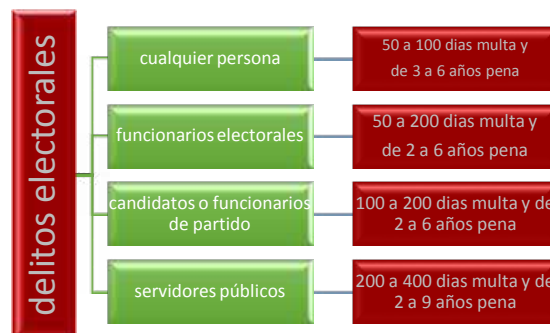 delitos electorales
cualquier persona
50 a 100 dias multa y
de 3 a 6 años pena
funcionarios electorales
50 a 200 dias multa y
de 2 a 6 años pena
candidatos o funcionarios
de partido
100 a 200 dias multa y de
2 a 6 años pena
servidores públicos
200 a 400 dias multa y de
2 a 9 años pena